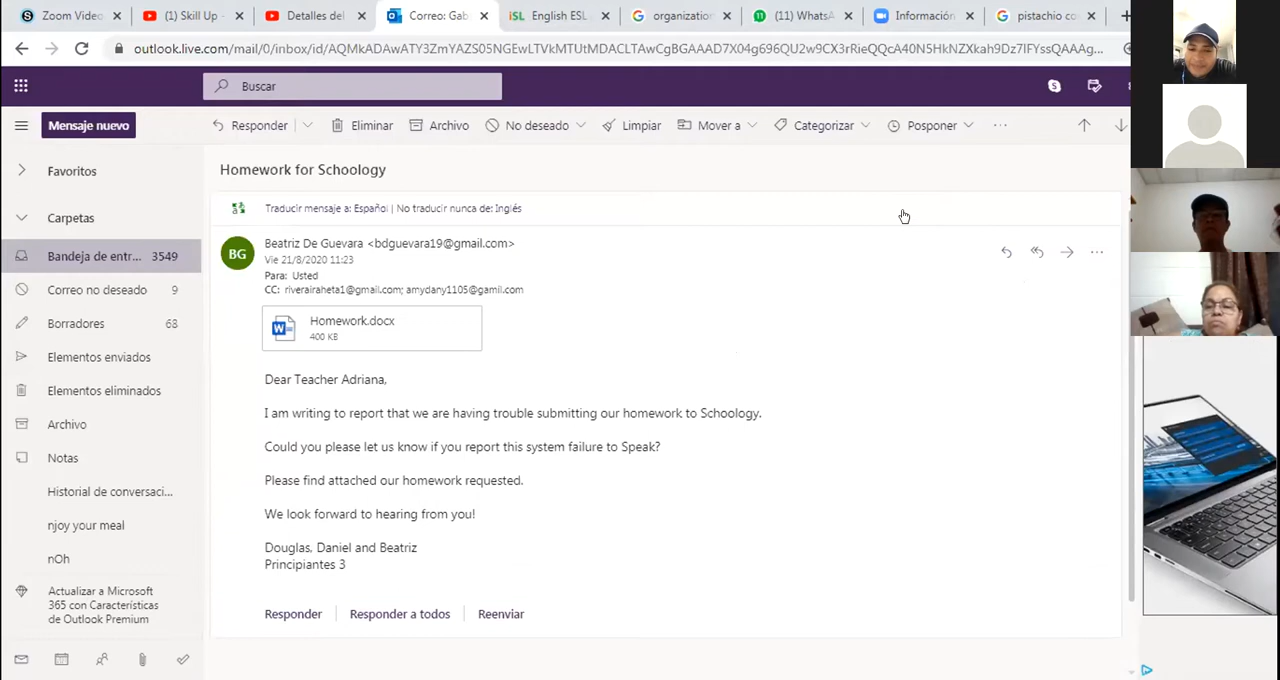 Zoom Video
(1) Skill Up -
Detalles del
Correo: Gab
iSL English ESL
organization
(11) WhatsA
Información
pistachio co
outlook.live.com/mail/0/inbox/id/
Buscar
Mensaje nuevo
Responder
Eliminar
Archivo
No deseado
Limpiar
Mover a
Categorizar
Posponer
Favoritos
Carpetas
Bandeja de entr... 3549
Correo no deseado 9
Borradores 68
Elementos enviados
Elementos eliminados
Archivo
Notas
Historial de conversaci...
njoy your meal
nOh
Actualizar a Microsoft
365 con Características
de Outlook Premium
Homework for Schoology
Traducir mensaje a: Español | No traducir nunca de: Inglés
BG
Beatriz De Guevara <bdguevara19@gmail.com>
Vie 21/8/2020 11:23
Para: Usted
CC: riverairaheta1@gmail.com; amydany1105@gamil.com
Homework.docx
400 KB
Dear Teacher Adriana,
I am writing to report that we are having trouble submitting our homework to Schoology.
Could you please let us know if you report this system failure to Speak?
Please find attached our homework requested.
We look forward to hearing from you!
Douglas, Daniel and Beatriz
Principiantes 3
Responder
Responder a todos
Reenviar